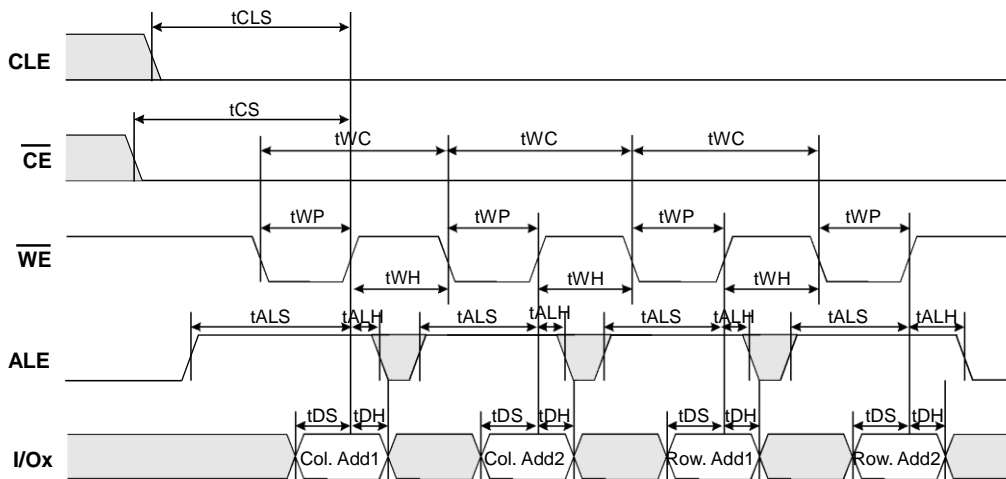 tCLS
CLE
tCS
CE
tWC tWC tWC
tWP tWP tWP tWP
WE
tWH tWH tWH
tALS tALH tALS tALH tALS tALH tALS tALH
ALE
tDS tDH tDS tDH tDS tDH tDS tDH
I/Ox Col. Add1 Col. Add2 Row. Add1 Row. Add2